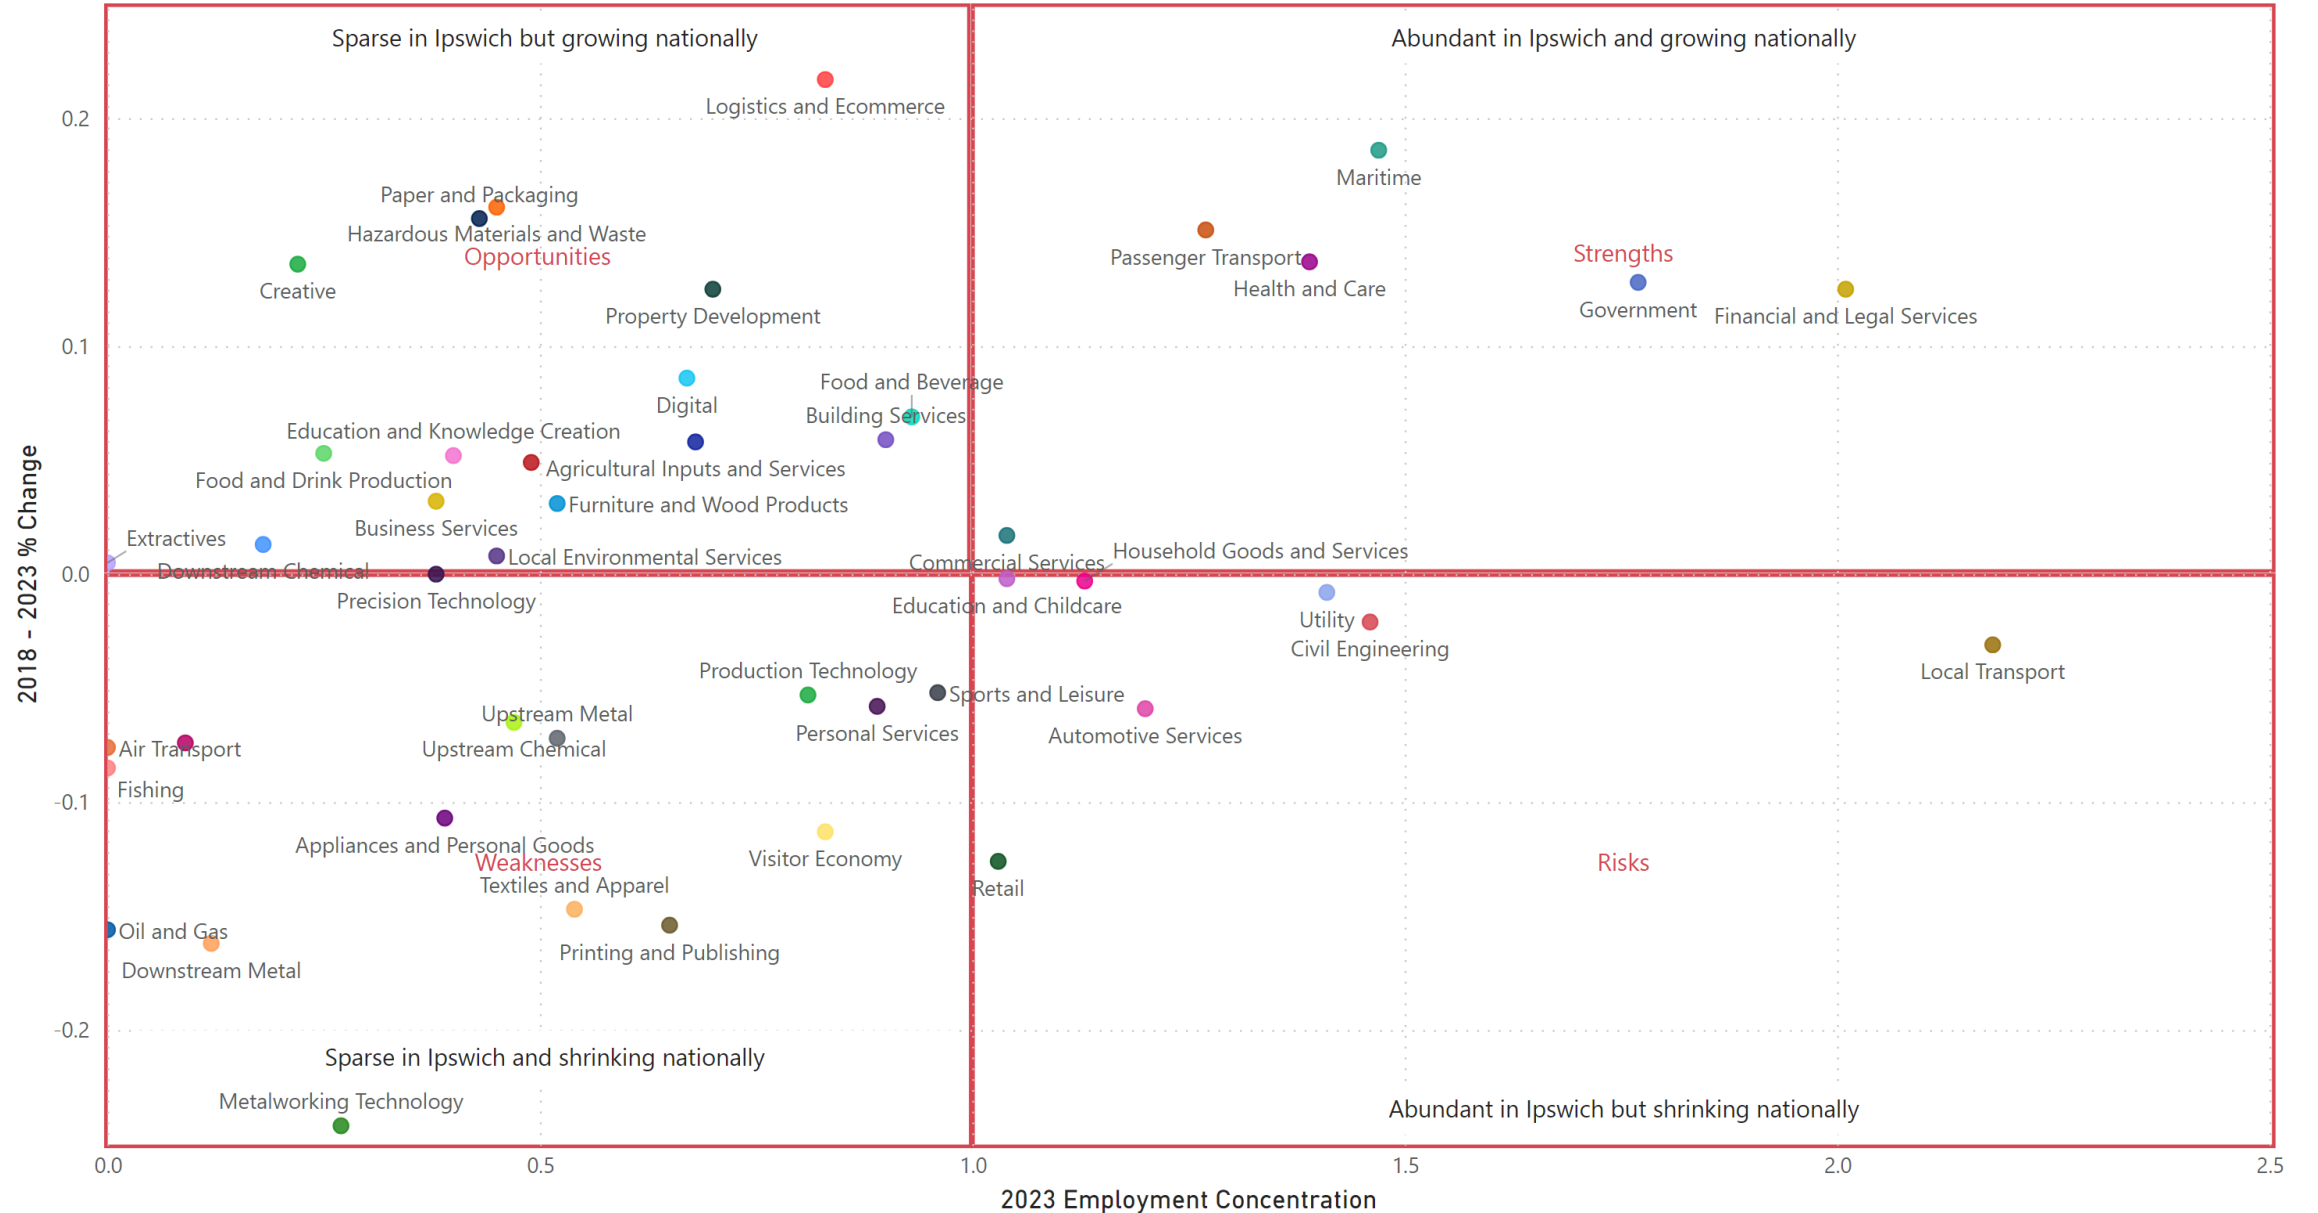 Sparse in Ipswich but growing nationally
Abundant in Ipswich and growing nationally
Logistics and Ecommerce
0.2
Maritime
Paper and Packaging
Hazardous Materials and Waste
Opportunities
Strengths
Passenger Transport
Creative
Health and Care
Property Development
Government
Financial and Legal Services
0.1
Food and Beverage
Digital
Building Services
Education and Knowledge Creation
Agricultural Inputs and Services
Food and Drink Production
Furniture and Wood Products
Business Services
Extractives
Household Goods and Services
Local Environmental Services
Commercial Services
Downstream Chemical
0.0
Precision Technology
Education and Childcare
Utility
Civil Engineering
2018 - 2023 % Change
Production Technology
Local Transport
Sports and Leisure
Upstream Metal
Personal Services
Automotive Services
Air Transport
Upstream Chemical
Fishing
-0.1
Appliances and Personal Goods
Visitor Economy
Weaknesses
Risks
Textiles and Apparel
Retail
Oil and Gas
Printing and Publishing
Downstream Metal
-0.2
Sparse in Ipswich and shrinking nationally
Metalworking Technology
Abundant in Ipswich but shrinking nationally
0.0
0.5
1.0
1.5
2.0
2.5
2023 Employment Concentration